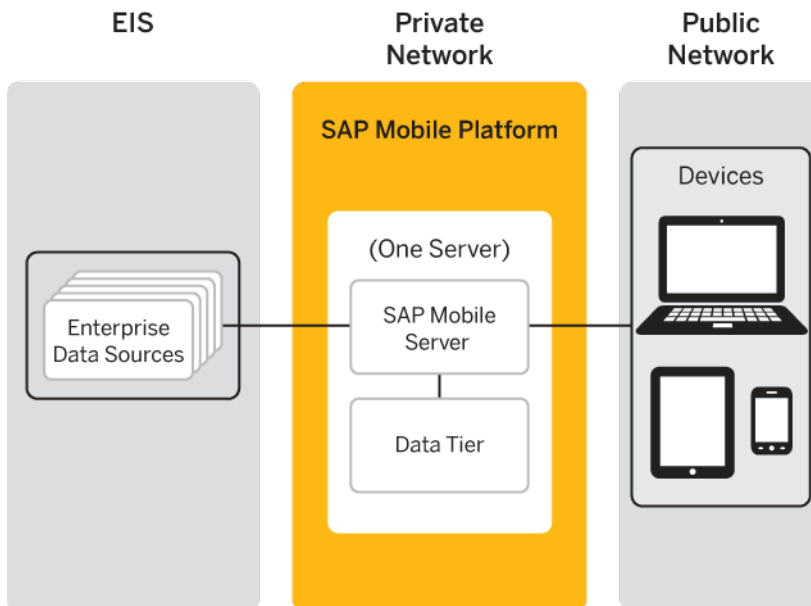 EIS
Private
Network
Public
Network
SAP Mobile Platform
Devices
(One Server)
Enterprise
Data Sources
SAP Mobile
Server
Data Tier